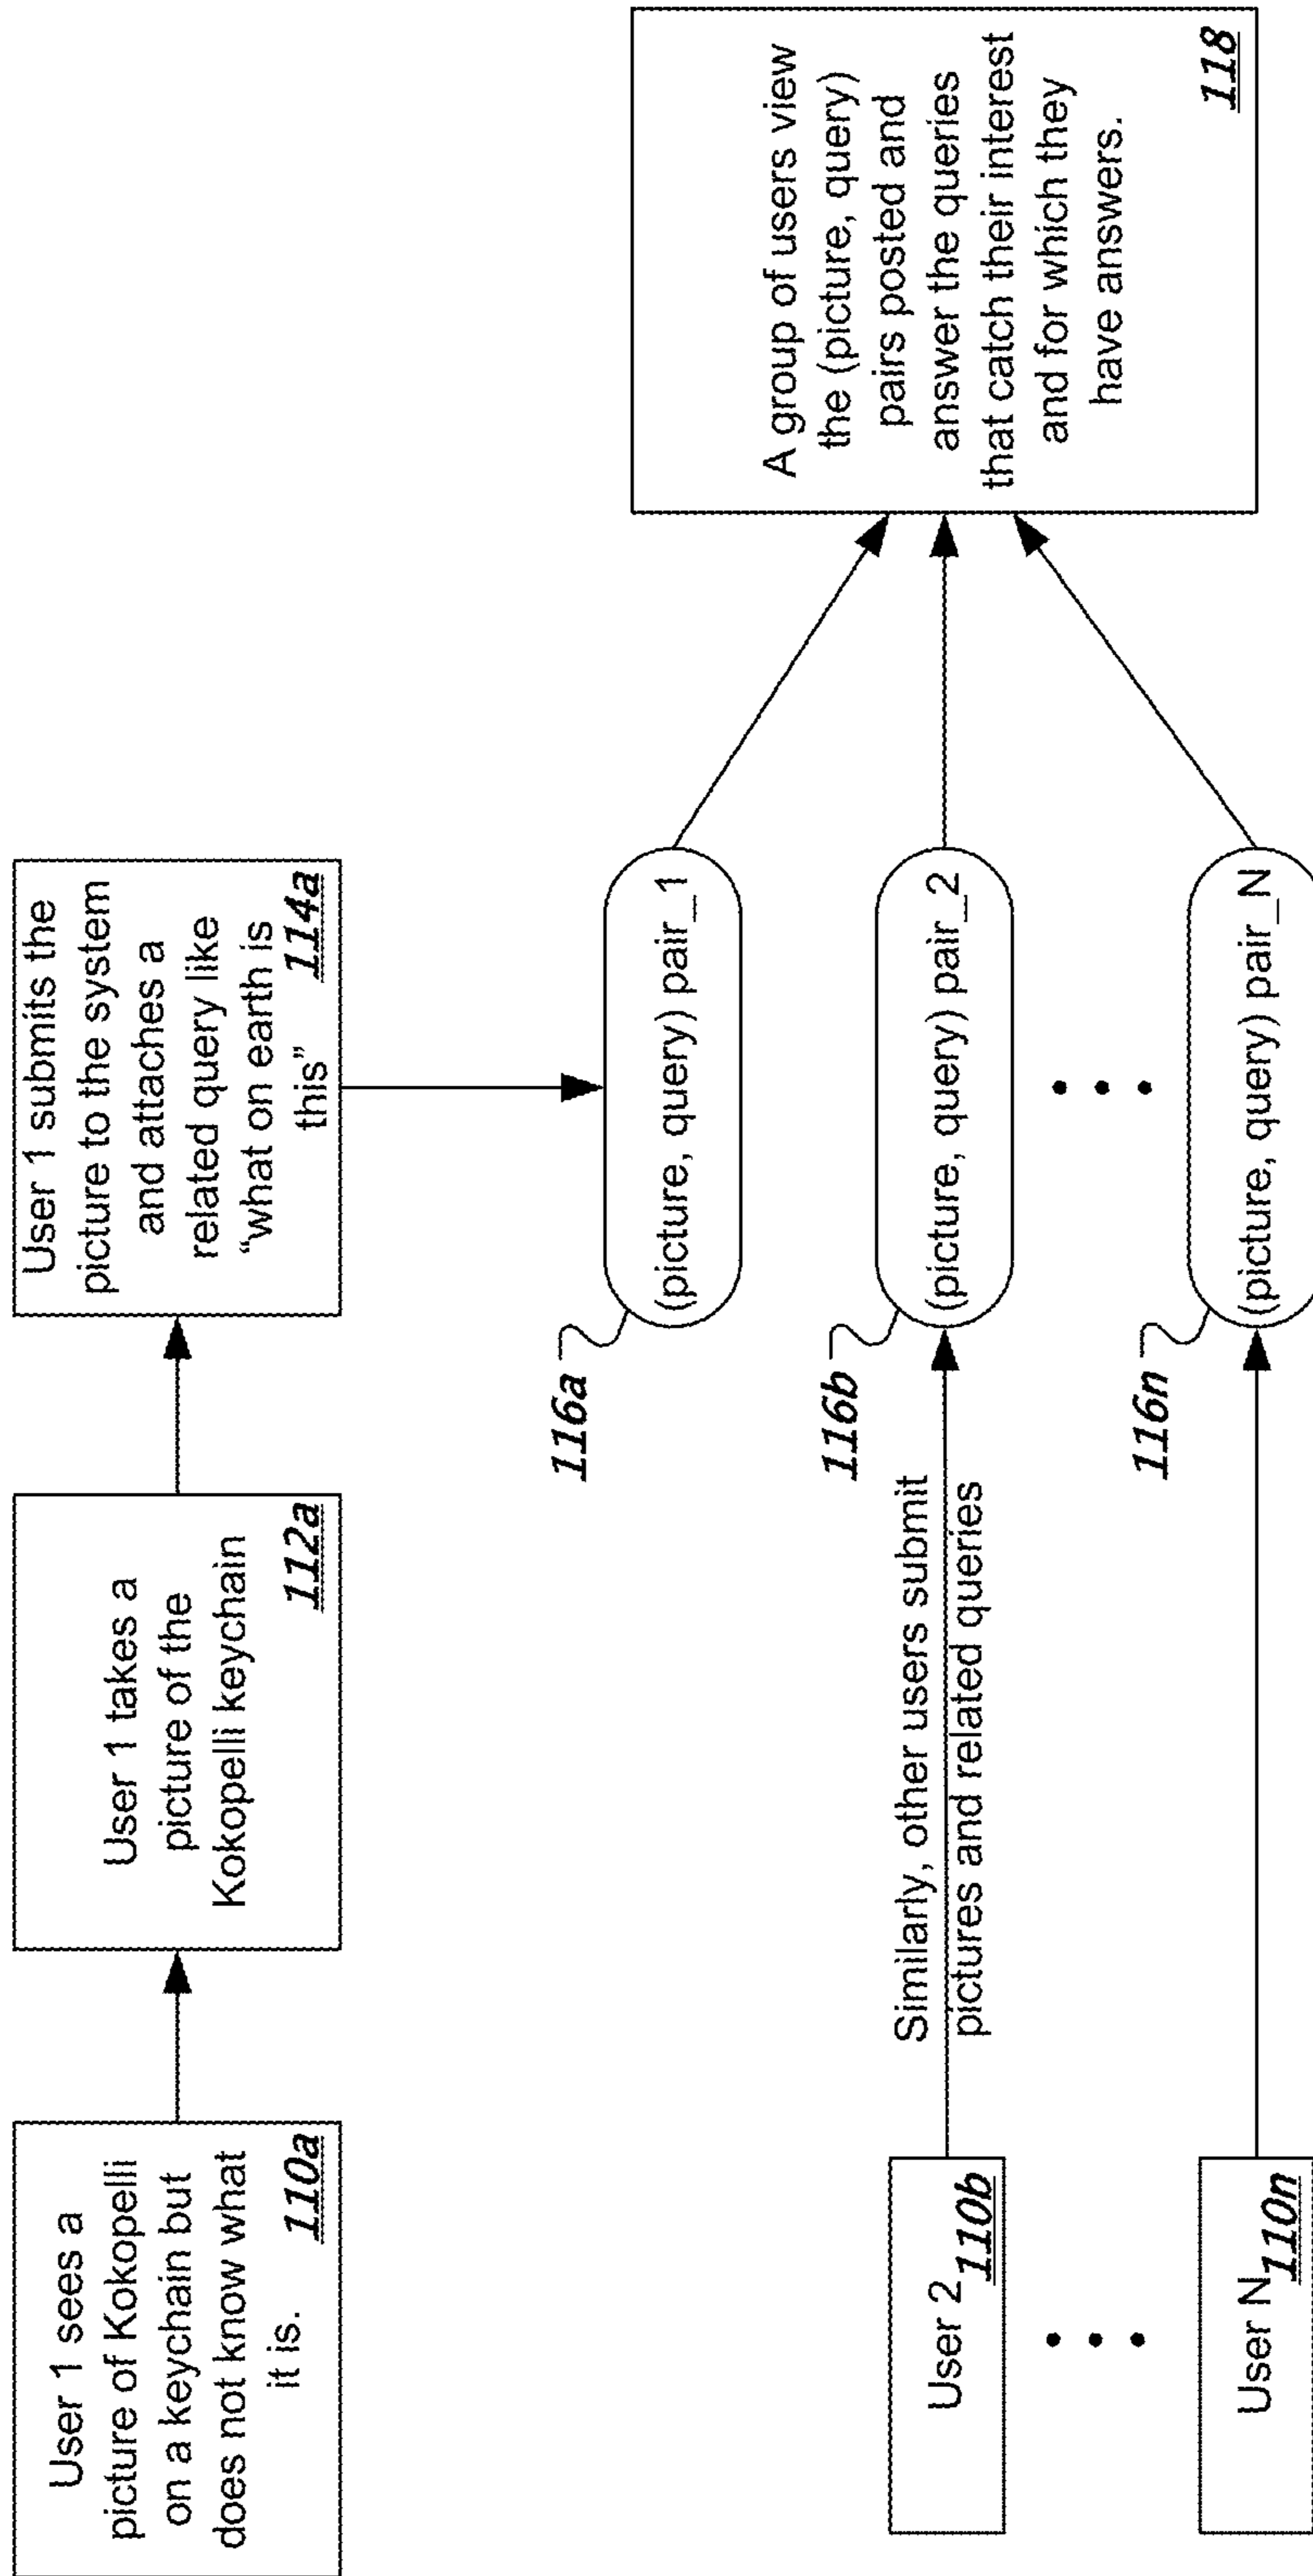 User 1 sees a
picture of Kokopelli
on a keychain but
does not know what
it is.
110a
User 1 takes a
picture of the
Kokopelli keychain
112a
User 1 submits the
picture to the system
and attaches a
related query like
“what on earth is
this”
114a
116a
(picture, query) pair_1
User 2
110b
Similarly, other users submit
pictures and related queries
116b
(picture, query) pair_2
User N
110n
116n
(picture, query) pair_N
A group of users view
the (picture, query)
pairs posted and
answer the queries
that catch their interest
and for which they
have answers.
118